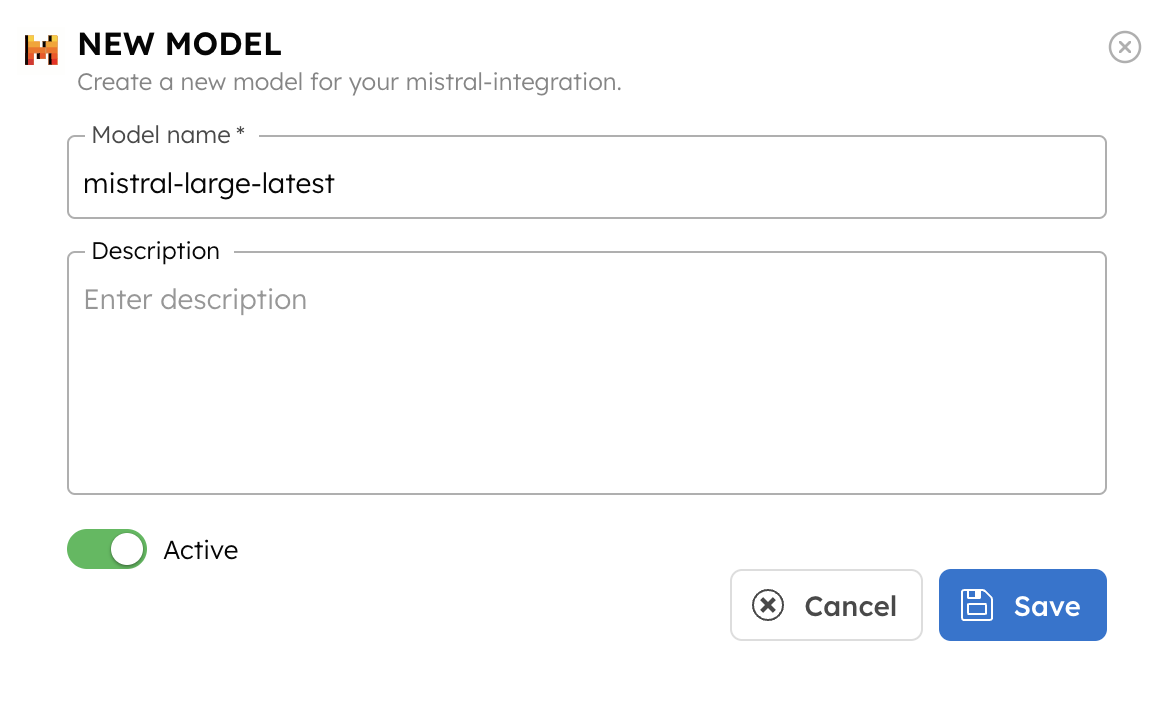 NEW MODEL
Create a new model for your mistral-integration.
Model name *
mistral-large-latest
Description
Enter description
Active
Cancel
Save